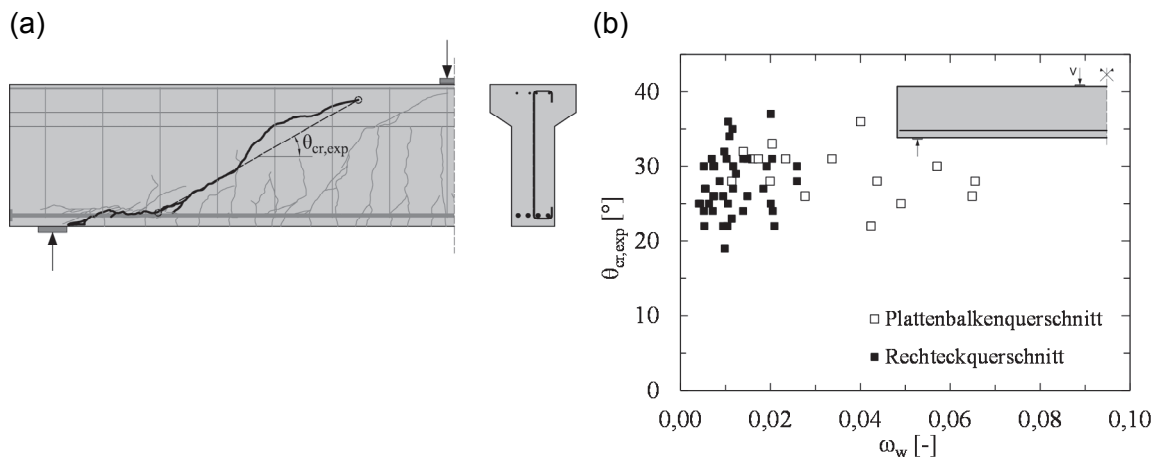 (a)
θcr,exp
(b)
θcr,exp [°]
40
30
20
10
0
V
□ Plattenbalkenquerschnitt
■ Rechteckquerschnitt
0,00 0,02 0,04 0,06 0,08 0,10
ωw [-]